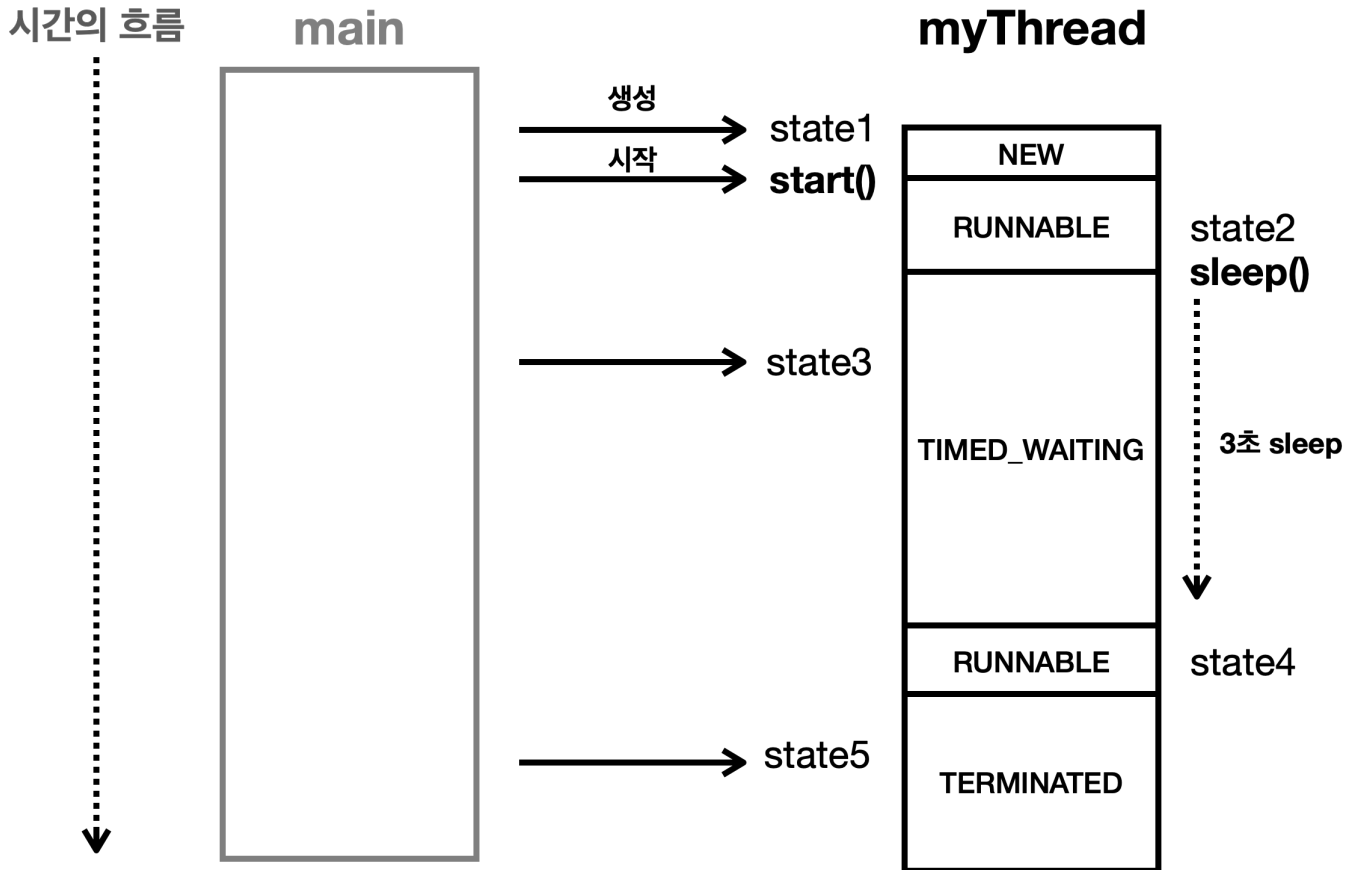 시간의 흐름
main
myThread
생성
state1
NEW
시작
start()
RUNNABLE
state2
sleep()
state3
TIMED_WAITING
3초 sleep
RUNNABLE
state4
state5
TERMINATED